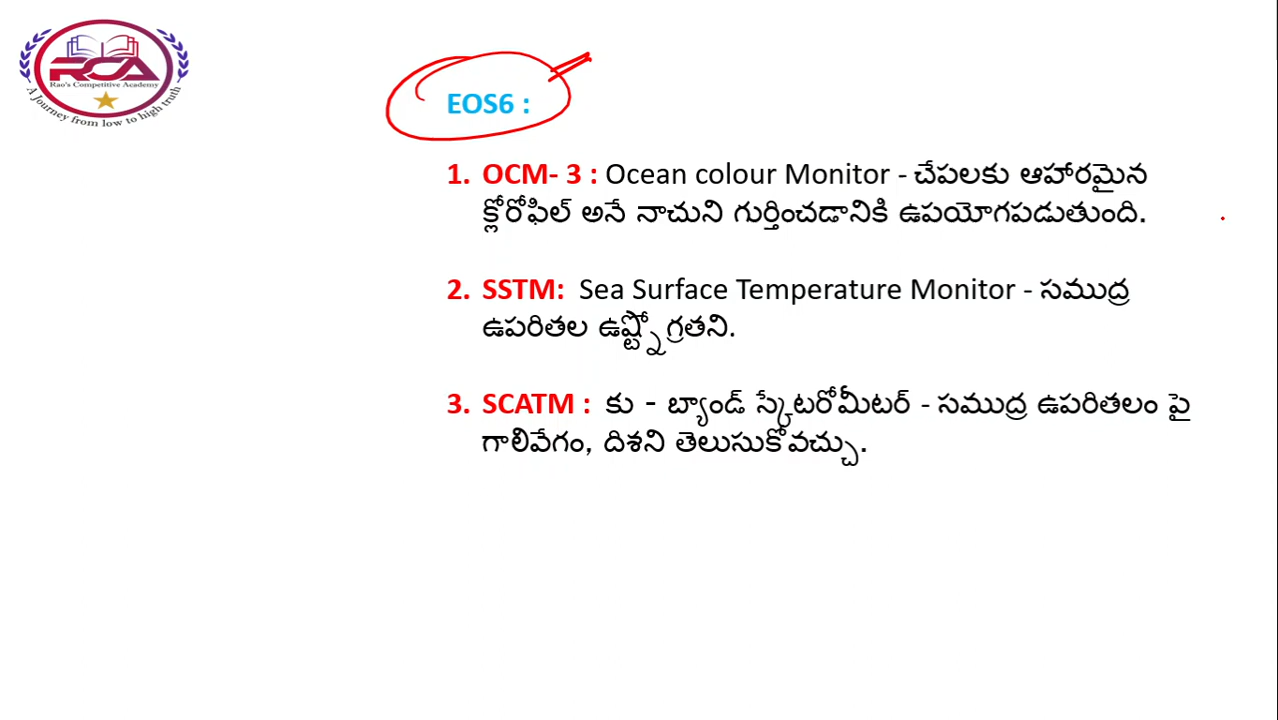 RCA
Rao's Competitive Academy
A Journey from low to high truth
EOS6 :
1. OCM- 3 : Ocean colour Monitor - చేపలకు ఆహారమైన
క్లోరోఫిల్ అనే నాచుని గుర్తించడానికి ఉపయోగపడుతుంది.
2. SSTM: Sea Surface Temperature Monitor - సముద్ర
ఉపరితల ఉష్ట్నోగ్రతని.
3. SCATM : కు - బ్యాండ్ స్కేటరోమీటర్ - సముద్ర ఉపరితలం పై
గాలివేగం, దిశని తెలుసుకోవచ్చు.